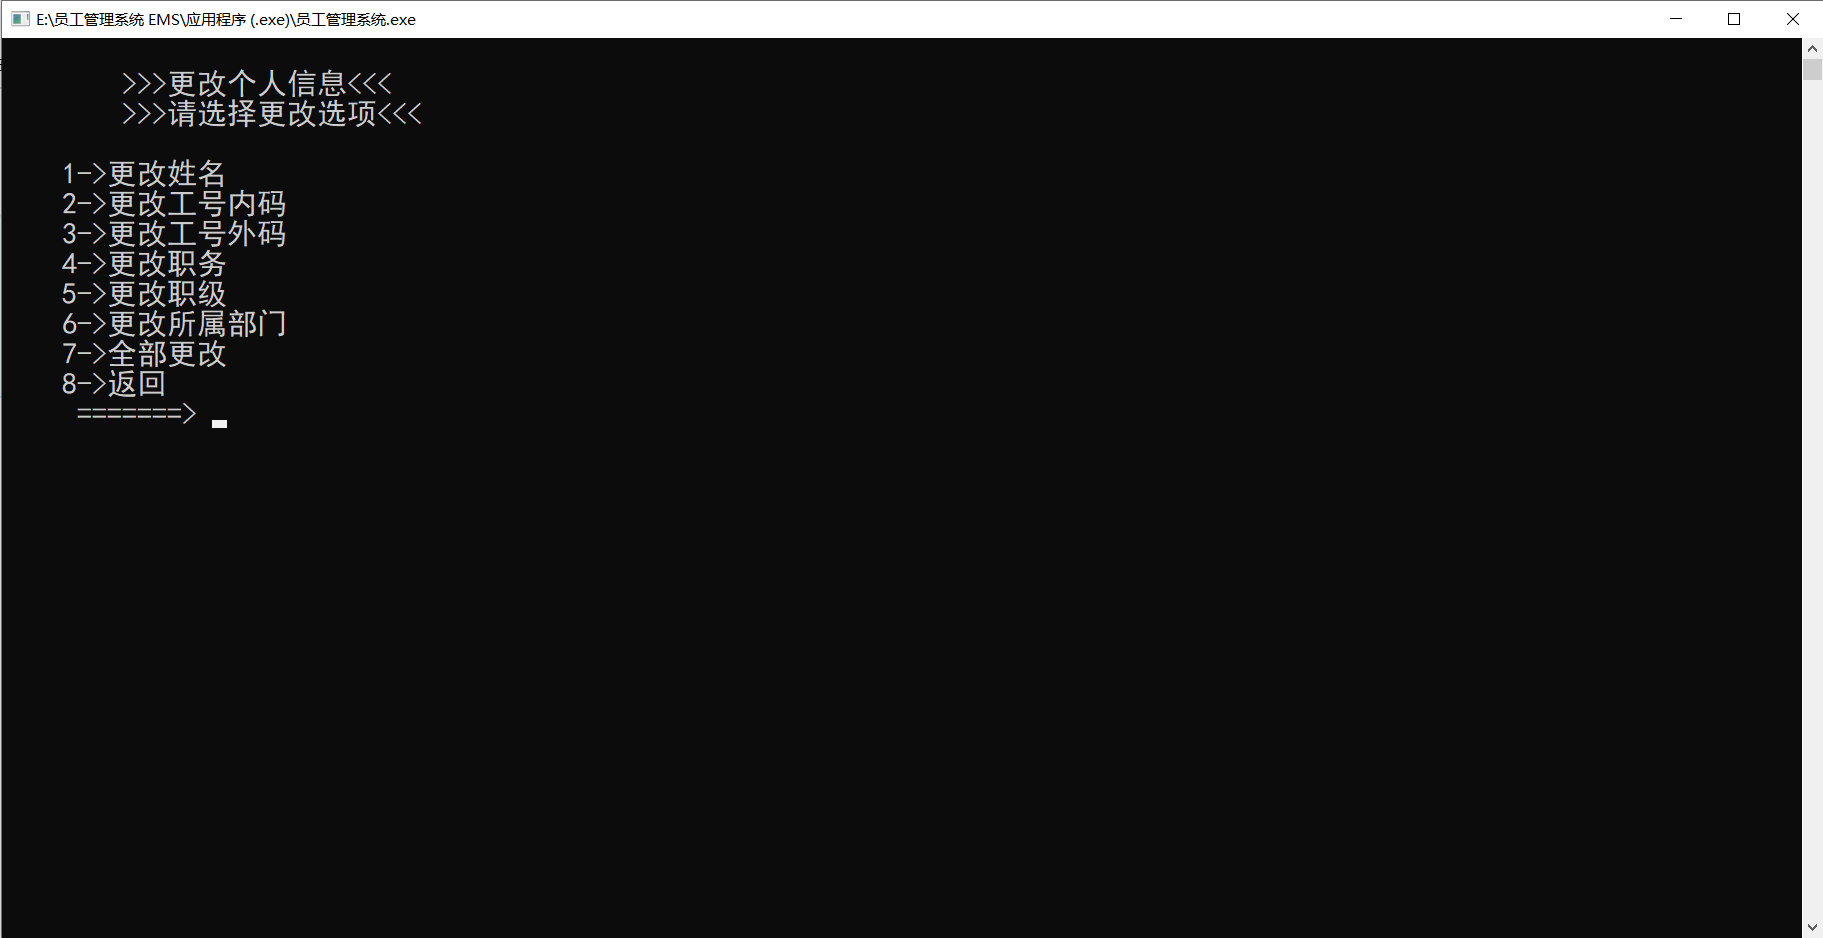 E:\员工管理系统 EMS\应用程序 (.exe)\员工管理系统.exe
>>>更改个人信息<<<
>>>请选择更改选项<<<
1->更改姓名
2->更改工号内码
3->更改工号外码
4->更改职务
5->更改职级
6->更改所属部门
7->全部更改
8->返回
=======>